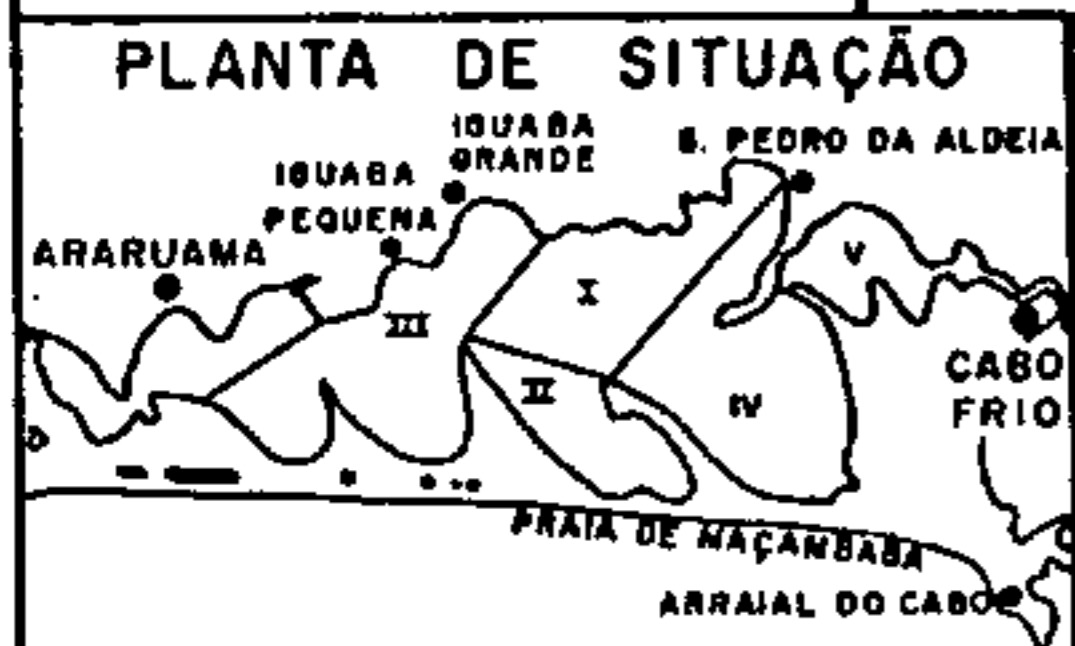 PLANTA DE SITUAÇÃO
IGUABA
GRANDE
S. PEDRO DA ALDEIA
IGUABA
PEQUENA
ARARUAMA
V
I
III
CABO
FRIO
II
IV
PRAIA DE MAÇAMBABA
ARRAIAL DO CABO